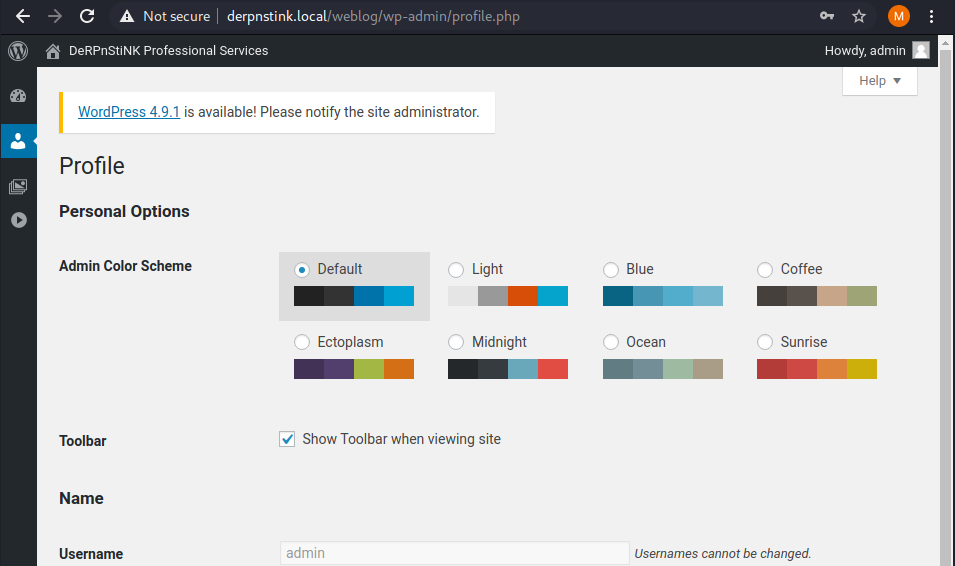 Not secure derpnstink.local/weblog/wp-admin/profile.php M
DeRPnStiNK Professional Services Howdy, admin
Help
WordPress 4.9.1 is available! Please notify the site administrator.
Profile
Personal Options
Admin Color Scheme Default Light Blue Coffee
Ectoplasm Midnight Ocean Sunrise
Toolbar Show Toolbar when viewing site
Name
Username admin Usernames cannot be changed.